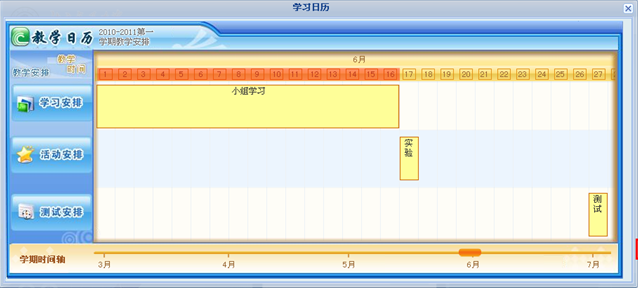 学习日历
教学日历
2010-2011第一
学期教学安排
教学
时间
教学安排
6月
1 2 3 4 5 6 7 8 9 10 11 12 13 14 15 16 17 18 19 20 21 22 23 24 25 26 27
学习安排
小组学习
活动安排
实
验
测试安排
测
试
学期时间轴
3月 4月 5月 6月 7月